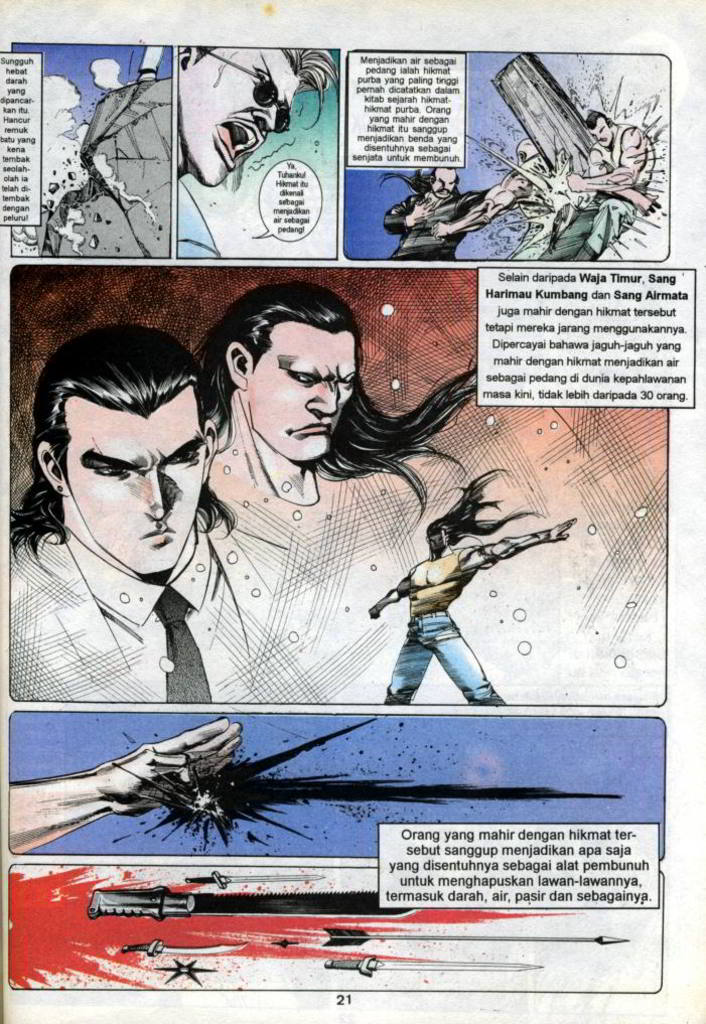 Sungguh
hebat
darah
yang
dipancar-
kan itu.
Hancur
remuk
batu yang
kena
tembak
seolah-
olah ia
telah di-
tembak
dengan
peluru!
Ya,
Tuhanku!
Hikmat itu
dikenali
sebagai
menjadikan
air sebagai
pedang!
Menjadikan air sebagai
pedang ialah hikmat
purba yang paling tinggi
pernah dicatatkan dalam
kitab sejarah hikmat-
hikmat purba. Orang
yang mahir dengan
hikmat itu sanggup
menjadikan benda yang
disentuhnya sebagai
senjata untuk membunuh.
Selain daripada Waja Timur, Sang
Harimau Kumbang dan Sang Airmata
juga mahir dengan hikmat tersebut
tetapi mereka jarang menggunakannya.
Dipercayai bahawa jaguh-jaguh yang
mahir dengan hikmat menjadikan air
sebagai pedang di dunia kepahlawanan
masa kini, tidak lebih daripada 30 orang.
Orang yang mahir dengan hikmat ter-
sebut sanggup menjadikan apa saja
yang disentuhnya sebagai alat pembunuh
untuk menghapuskan lawan-lawannya,
termasuk darah, air, pasir dan sebagainya.
21